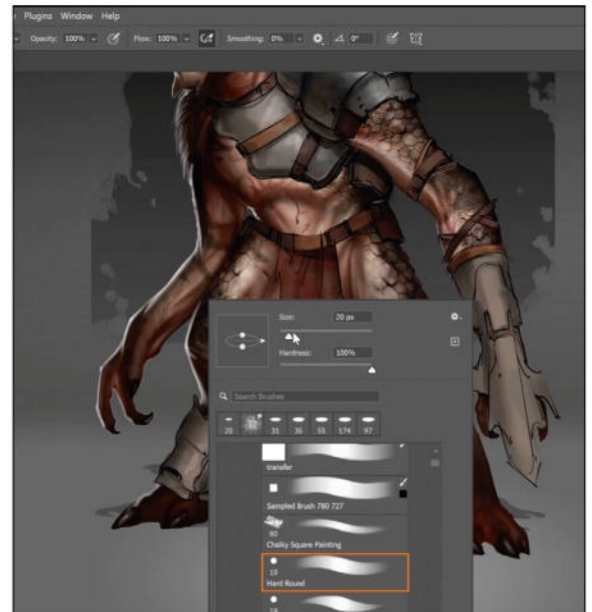 Plugins Window Help
Opacity: 100% Flow: 100% Smoothing: 0% 0°
Size: 20 px
Hardness: 100%
Search Brushes
20 31 36 55 174 97
transfer
Sampled Brush 780 727
60
Chalky Square Painting
19
Hard Round